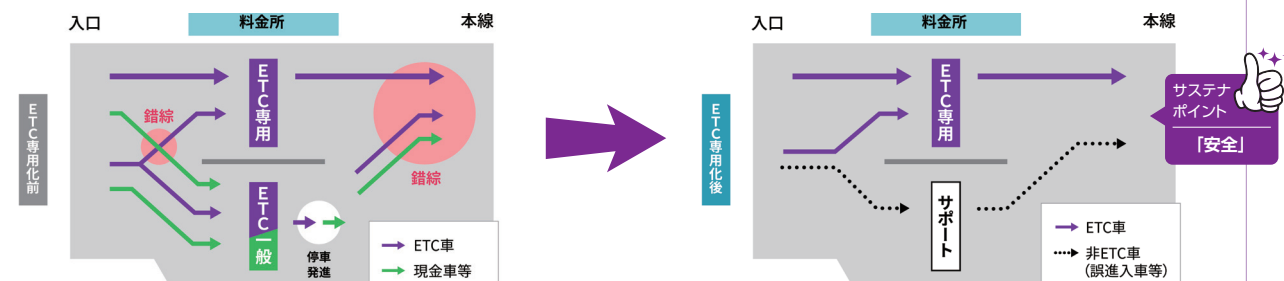 入口
料金所
本線
ETC専用化前
ETC専用
錯綜
錯綜
ETC一般
停車
発進
ETC車
現金車等
入口
料金所
本線
ETC専用化後
ETC専用
サポート
ETC車
非ETC車
(誤進入車等)
サステナ
ポイント
「安全」